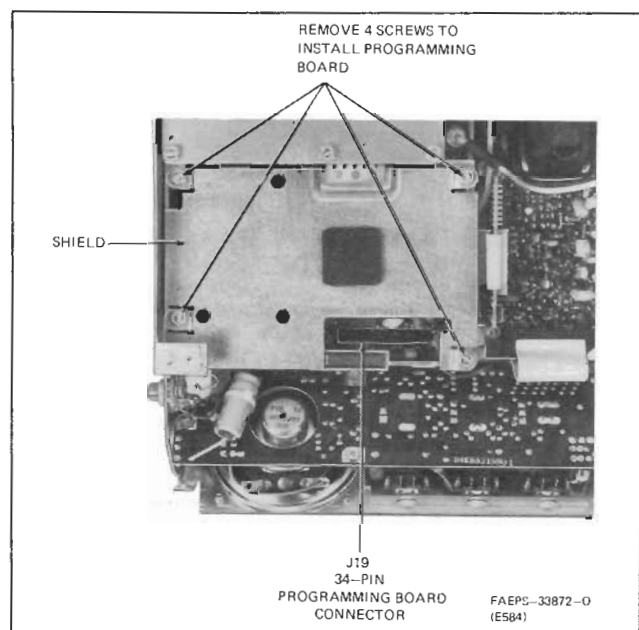 REMOVE 4 SCREWS TO
INSTALL PROGRAMMING
BOARD
SHIELD
J19
34-PIN
PROGRAMMING BOARD
CONNECTOR
FAEPS-33872-O
(E584)